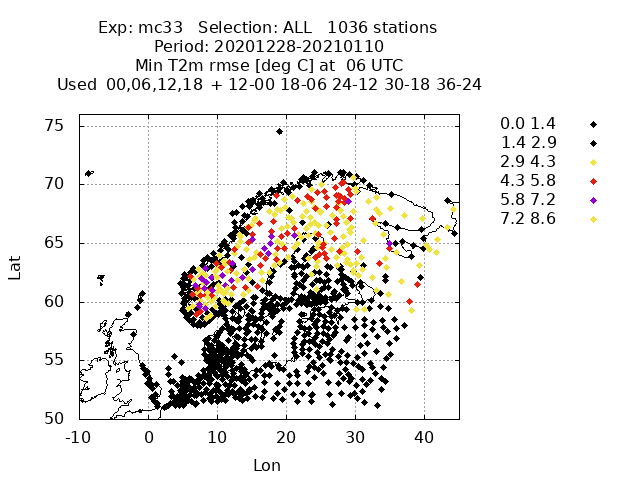 Exp: mc33   Selection: ALL   1036 stations
Period: 20201228-20210110
Min T2m rmse [deg C] at  06 UTC
Used  00,06,12,18  + 12-00 18-06 24-12 30-18 36-24
0.0 1.4
1.4 2.9
2.9 4.3
4.3 5.8
5.8 7.2
7.2 8.6
75
70
65
60
55
50
Lat
-10 0 10 20 30 40
Lon